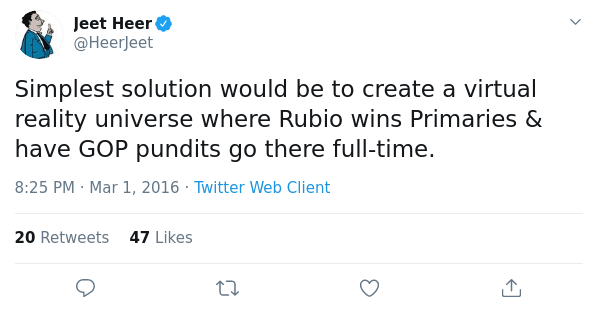 Jeet Heer
@HeerJeet
Simplest solution would be to create a virtual
reality universe where Rubio wins Primaries &
have GOP pundits go there full-time.
8:25 PM · Mar 1, 2016 · Twitter Web Client
20 Retweets 47 Likes